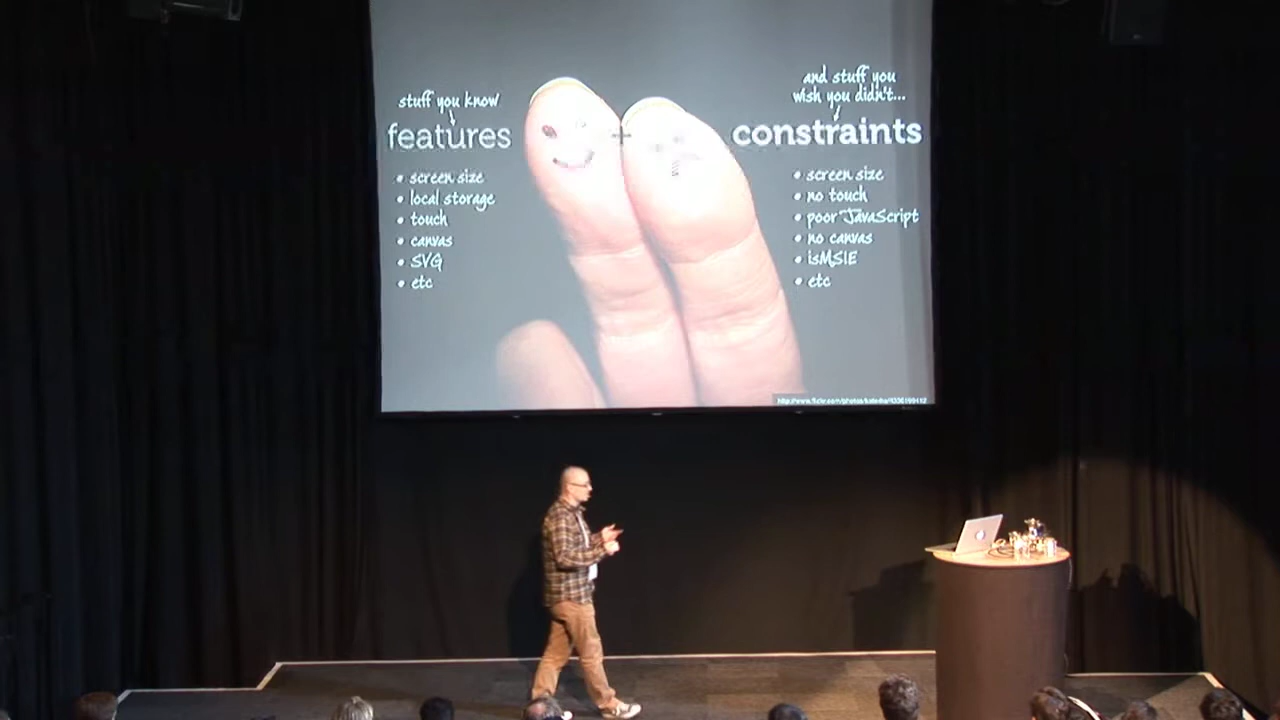 stuff you know
features
• screen size
• local storage
• touch
• canvas
• SVG
• etc
+
and stuff you
wish you didn't...
constraints
• screen size
• no touch
• poor JavaScript
• no canvas
• isMSIE
• etc